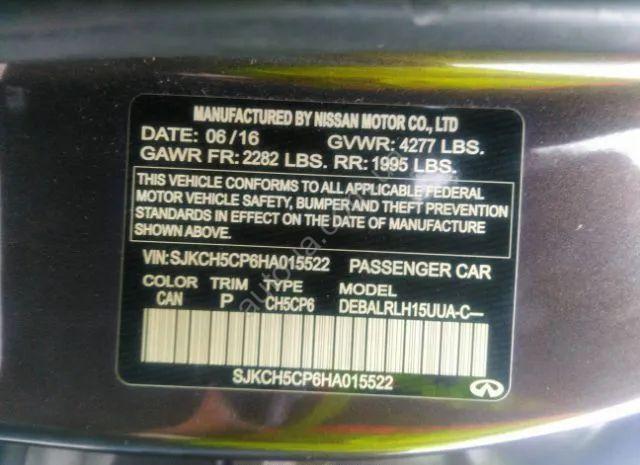 MANUFACTURED BY NISSAN MOTOR CO., LTD
DATE: 06/16 GVWR: 4277 LBS.
GAWR FR: 2282 LBS. RR: 1995 LBS.
THIS VEHICLE CONFORMS TO ALL APPLICABLE FEDERAL
MOTOR VEHICLE SAFETY, BUMPER AND THEFT PREVENTION
STANDARDS IN EFFECT ON THE DATE OF MANUFACTURE
SHOWN ABOVE.
VIN:SJKCH5CP6HA015522 PASSENGER CAR
COLOR TRIM TYPE MODEL
CAN P CH5CP6 DEBALRLH15UUA-C—
SJKCH5CP6HA015522